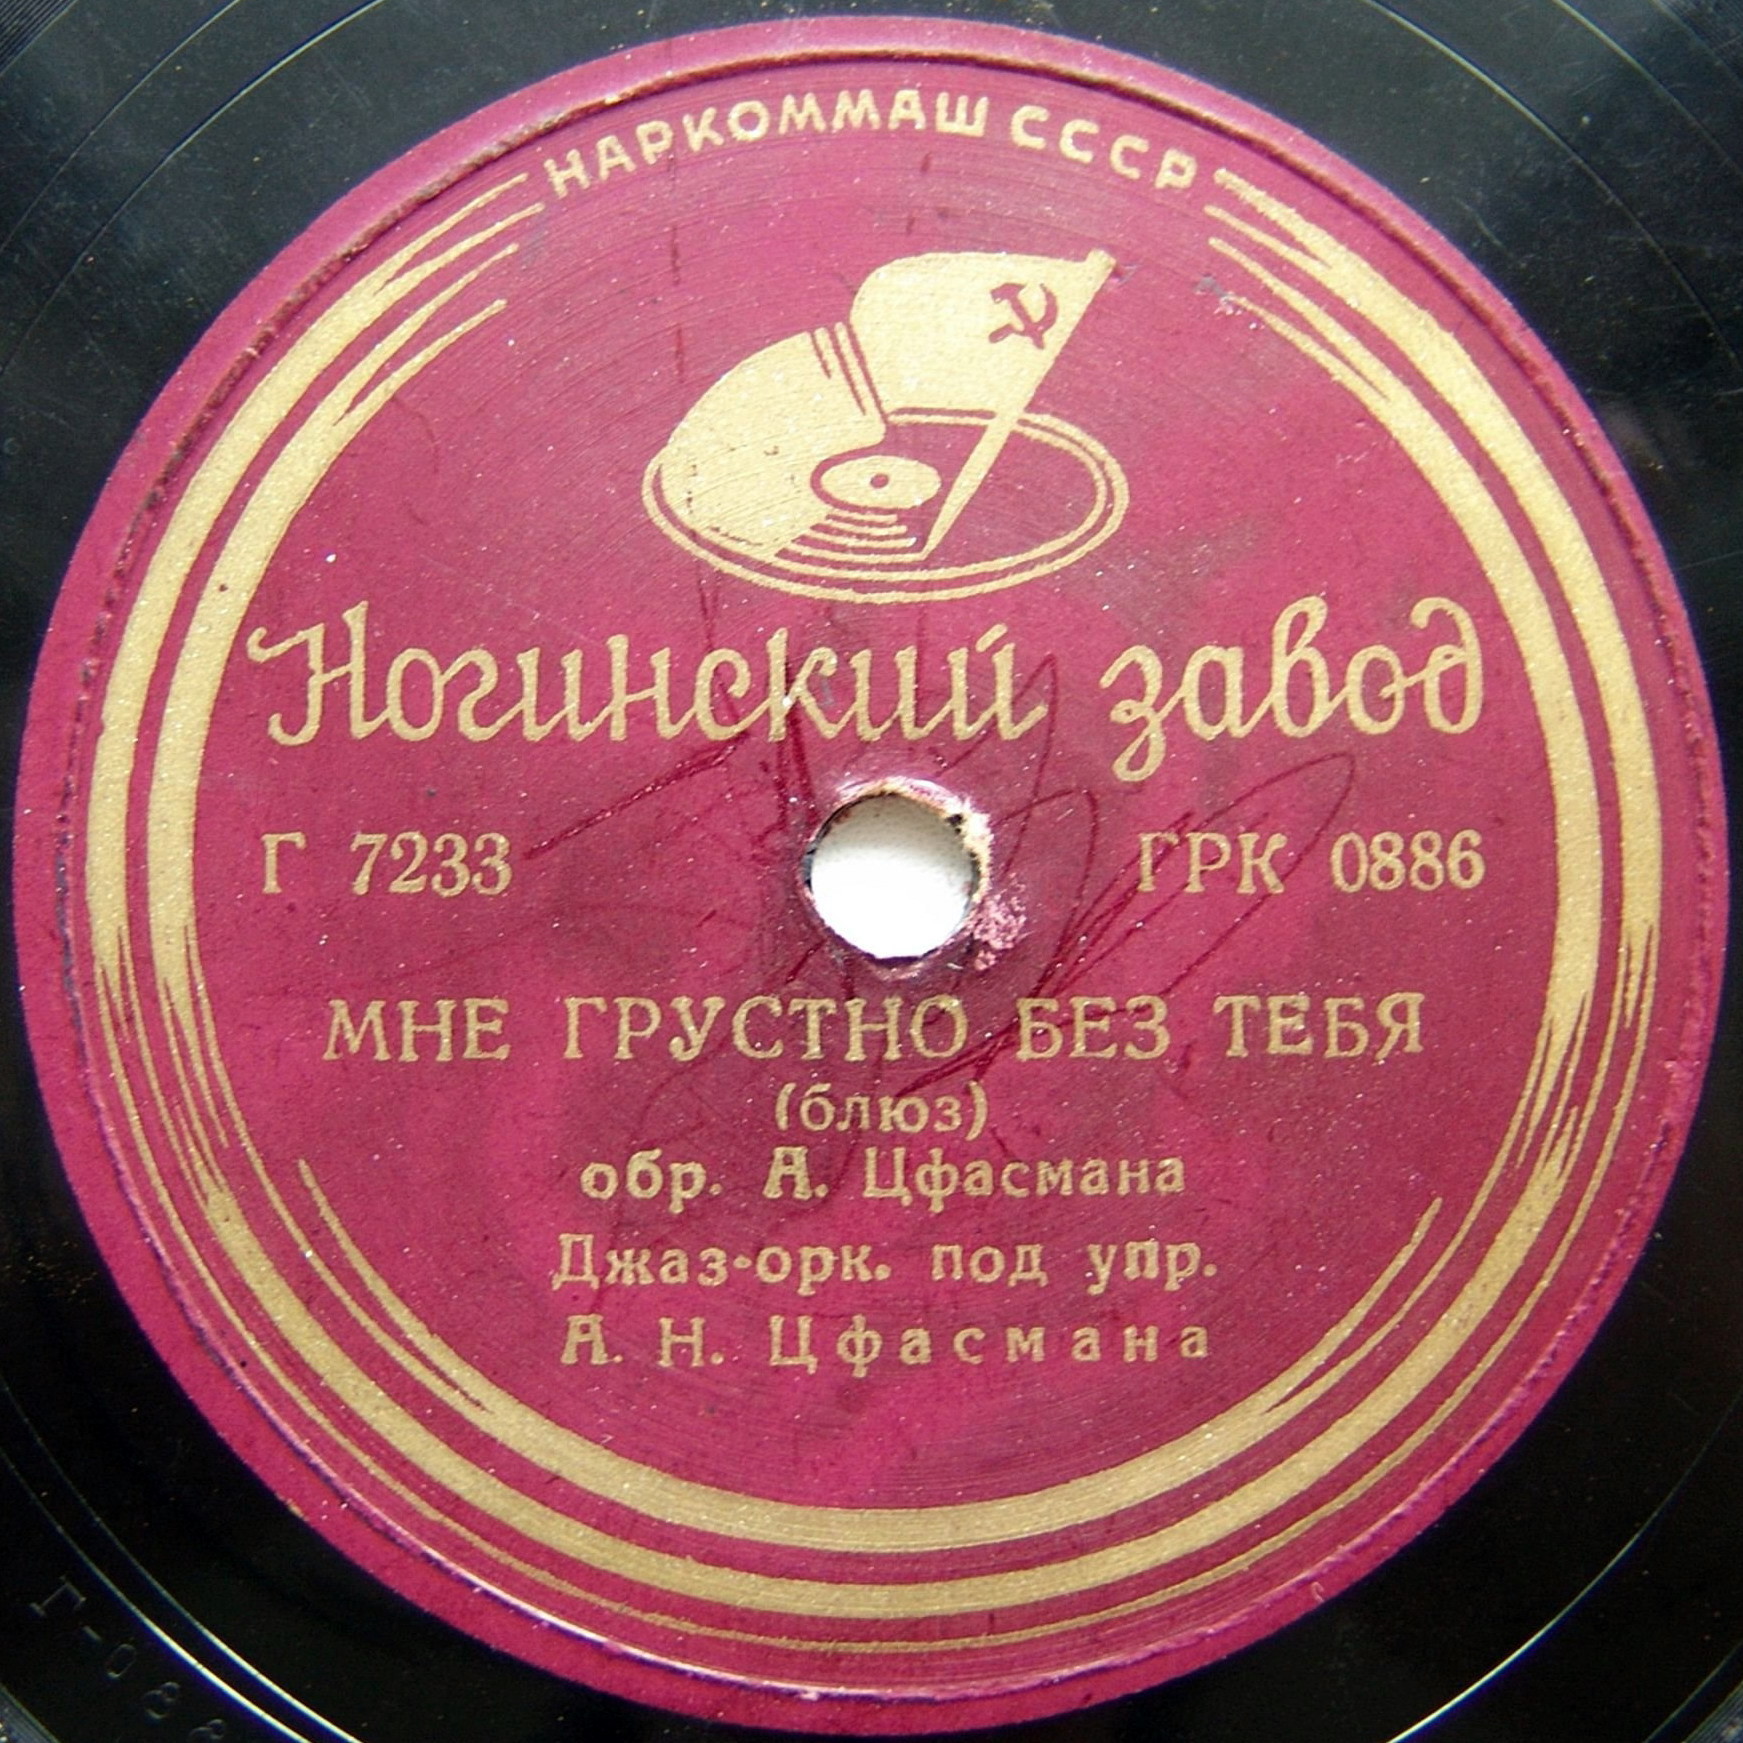 НАРКОММАШ СССР
Ногинский завод
Г 7233 ГРК 0886
МНЕ ГРУСТНО БЕЗ ТЕБЯ
(блюз)
обр. А. Цфасмана
Джаз-орк. под упр.
А. Н. Цфасмана